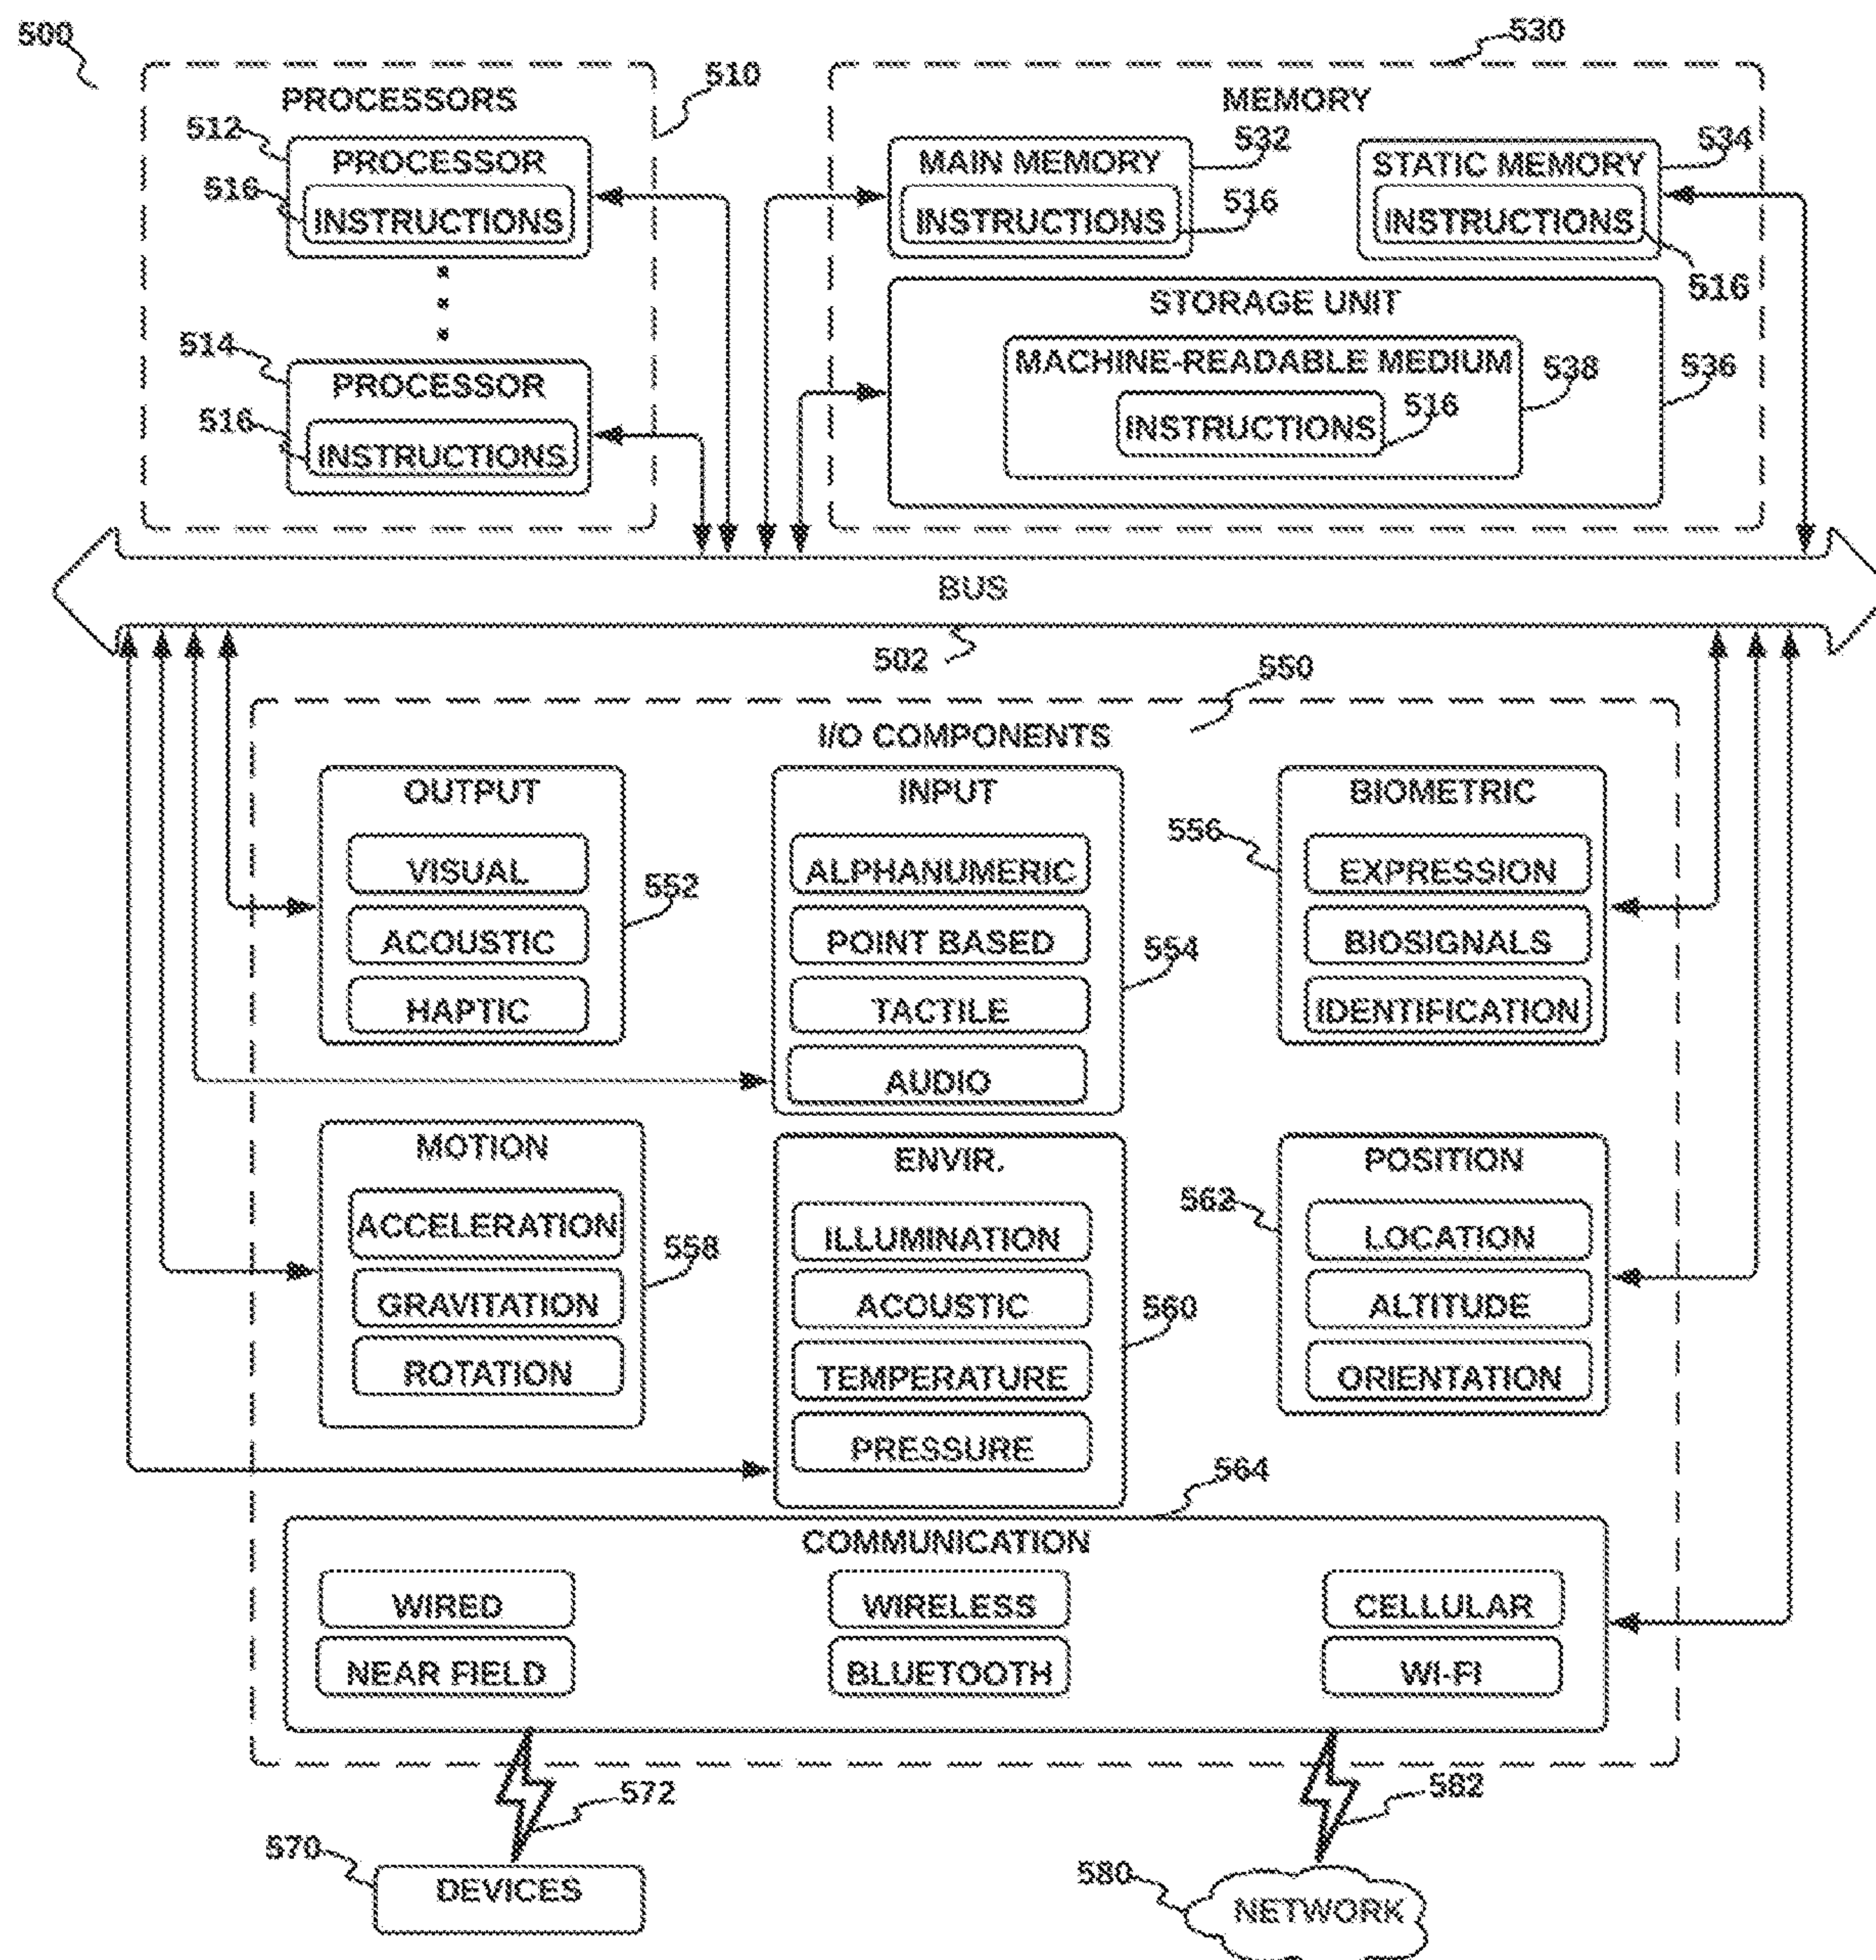 500
530
510
PROCESSORS
MEMORY
512
PROCESSOR
516
INSTRUCTIONS
MAIN MEMORY
532
INSTRUCTIONS
516
STATIC MEMORY
534
INSTRUCTIONS
516
514
PROCESSOR
516
INSTRUCTIONS
STORAGE UNIT
MACHINE-READABLE MEDIUM
538
536
516
INSTRUCTIONS
BUS
502
550
I/O COMPONENTS
OUTPUT
VISUAL
ACOUSTIC
HAPTIC
552
INPUT
ALPHANUMERIC
POINT BASED
TACTILE
AUDIO
554
BIOMETRIC
556
EXPRESSION
BIOSIGNALS
IDENTIFICATION
MOTION
ACCELERATION
GRAVITATION
ROTATION
558
ENVIR.
ILLUMINATION
ACOUSTIC
TEMPERATURE
PRESSURE
560
POSITION
562
LOCATION
ALTITUDE
ORIENTATION
564
COMMUNICATION
WIRED
WIRELESS
CELLULAR
NEAR FIELD
BLUETOOTH
WI-FI
572
582
570
DEVICES
580
NETWORK